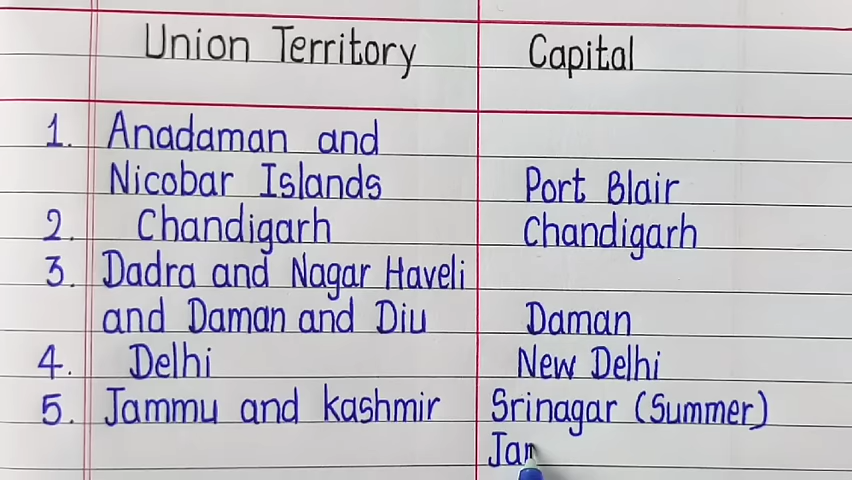 Union Territory Capital
1. Anadaman and
Nicobar Islands Port Blair
2. Chandigarh Chandigarh
3. Dadra and Nagar Haveli
and Daman and Diu Daman
4. Delhi New Delhi
5. Jammu and kashmir Srinagar (Summer)